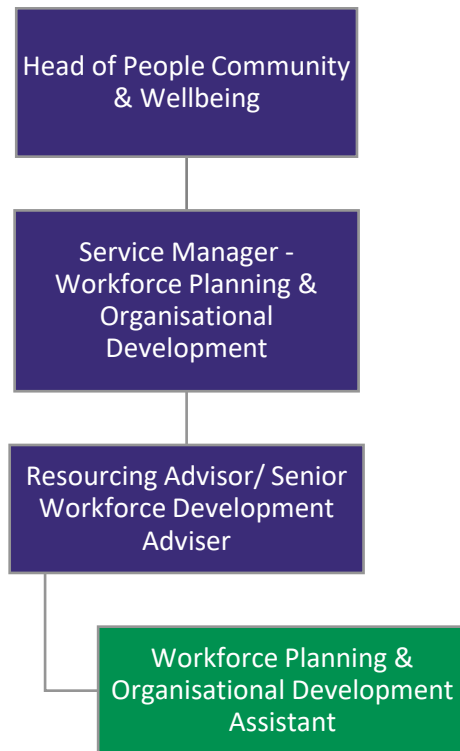 Head of People Community
& Wellbeing
Service Manager -
Workforce Planning &
Organisational
Development
Resourcing Advisor/ Senior
Workforce Development
Adviser
Workforce Planning &
Organisational Development
Assistant